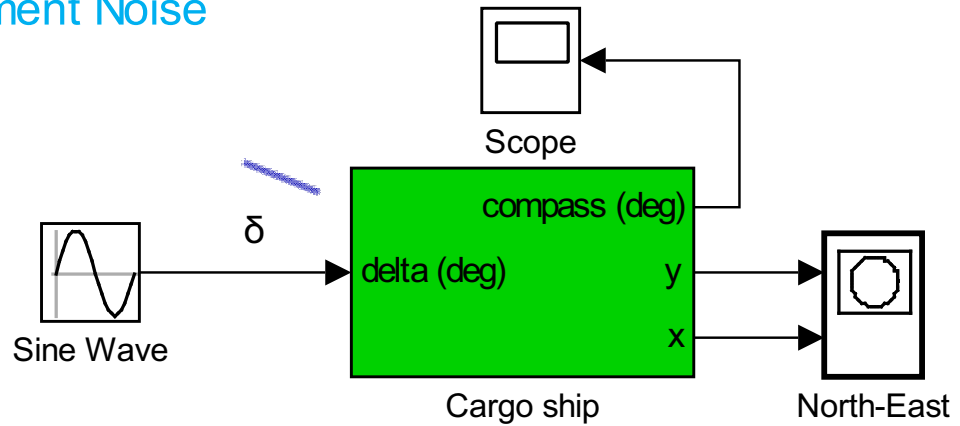 ment Noise
Scope
compass (deg)
δ
delta (deg)
y
x
Sine Wave
Cargo ship
North-East